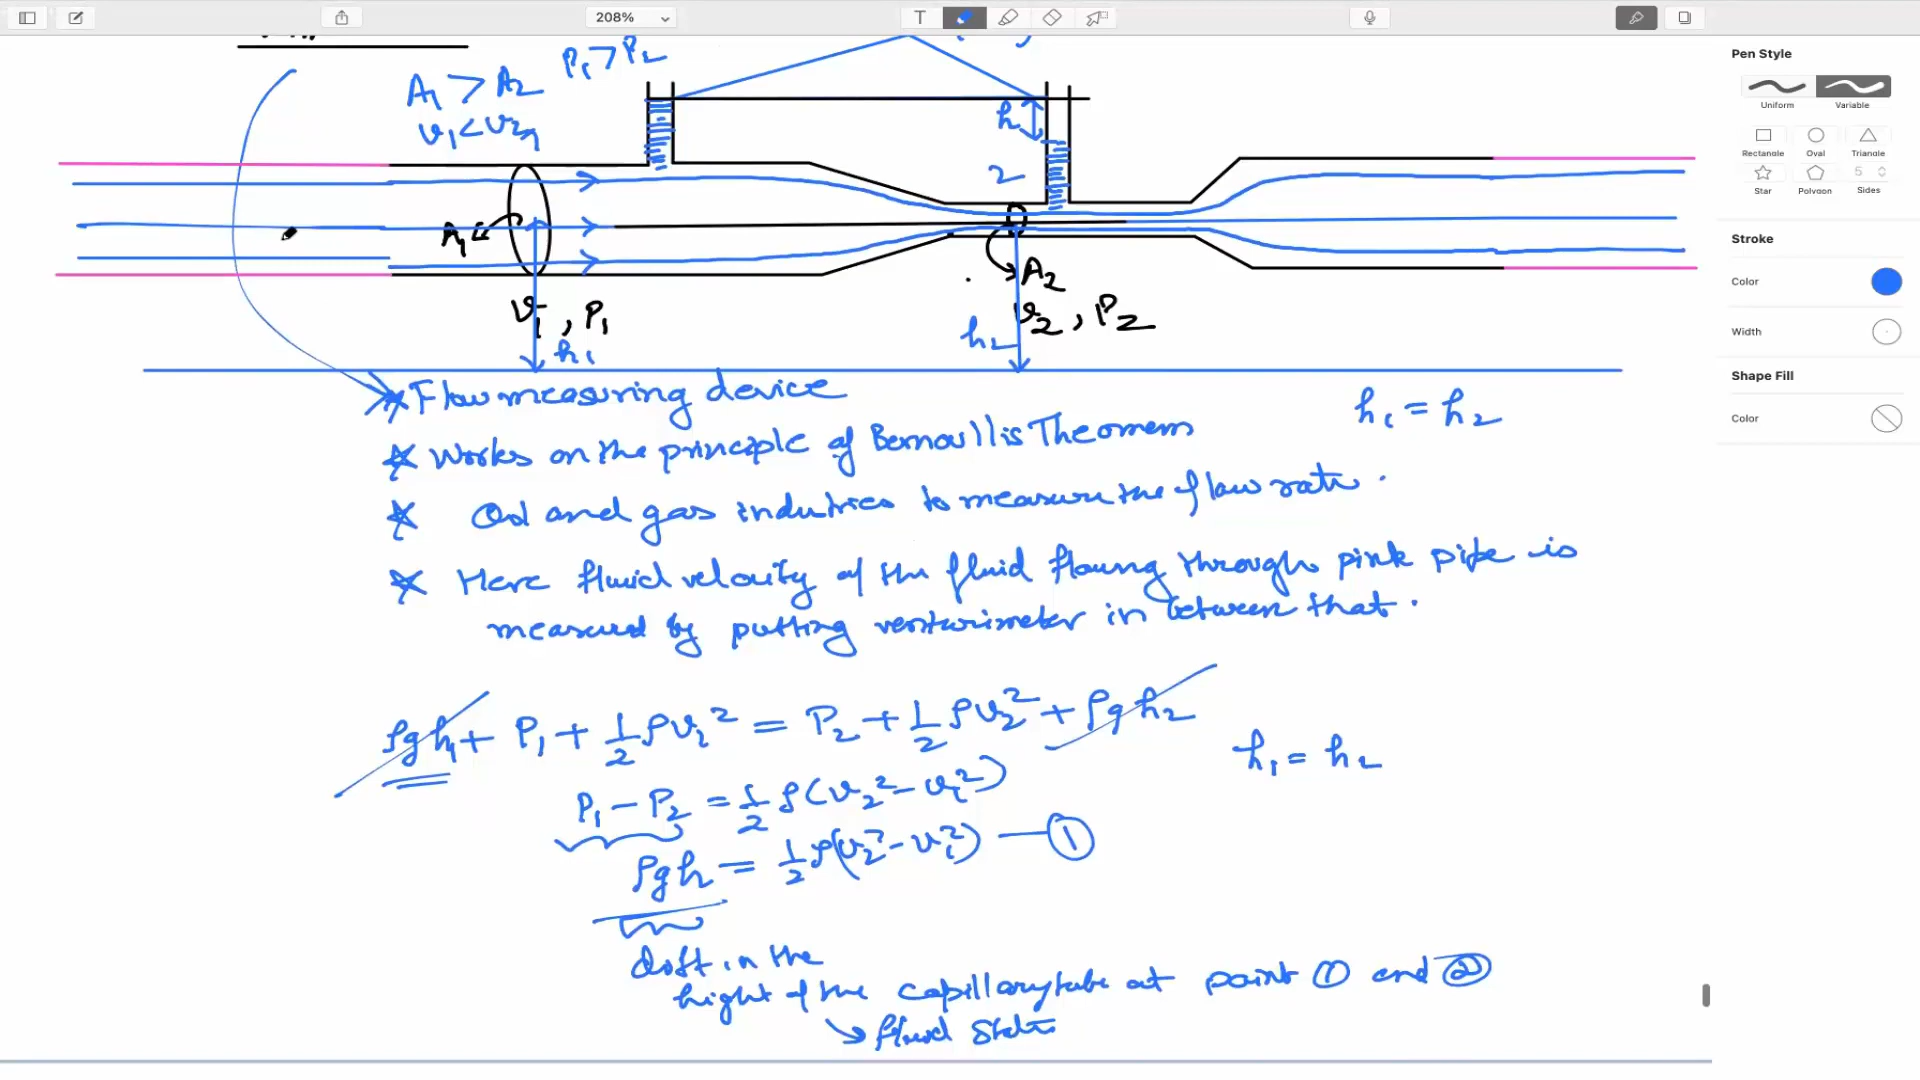 208%
T
Pen Style
Uniform
Variable
Rectangle
Oval
Triangle
Star
Polygon
5
Sides
Stroke
Color
Width
Shape Fill
Color
A₁ > A₂
P₁ > P₂
v₁ < v₂
h
2
A₁
A₂
v₁, P₁
v₂, P₂
h₁
h₂
* Flow measuring device
h₁ = h₂
* Works on the principle of Bernoullis Theorem
* Oil and gas industries to measure the flow rate.
* Here fluid velocity of the fluid flowing through pink pipe is
measured by putting venturimeter in between that.
ρgh₁ + P₁ + 1/2 ρv₁² = P₂ + 1/2 ρv₂² + ρgh₂
h₁ = h₂
P₁ − P₂ = 1/2 ρ(v₂² − v₁²)
ρgh = 1/2 ρ(v₂² − v₁²) — ①
in the
hight of the capillary tube at point ① and ②
fluid